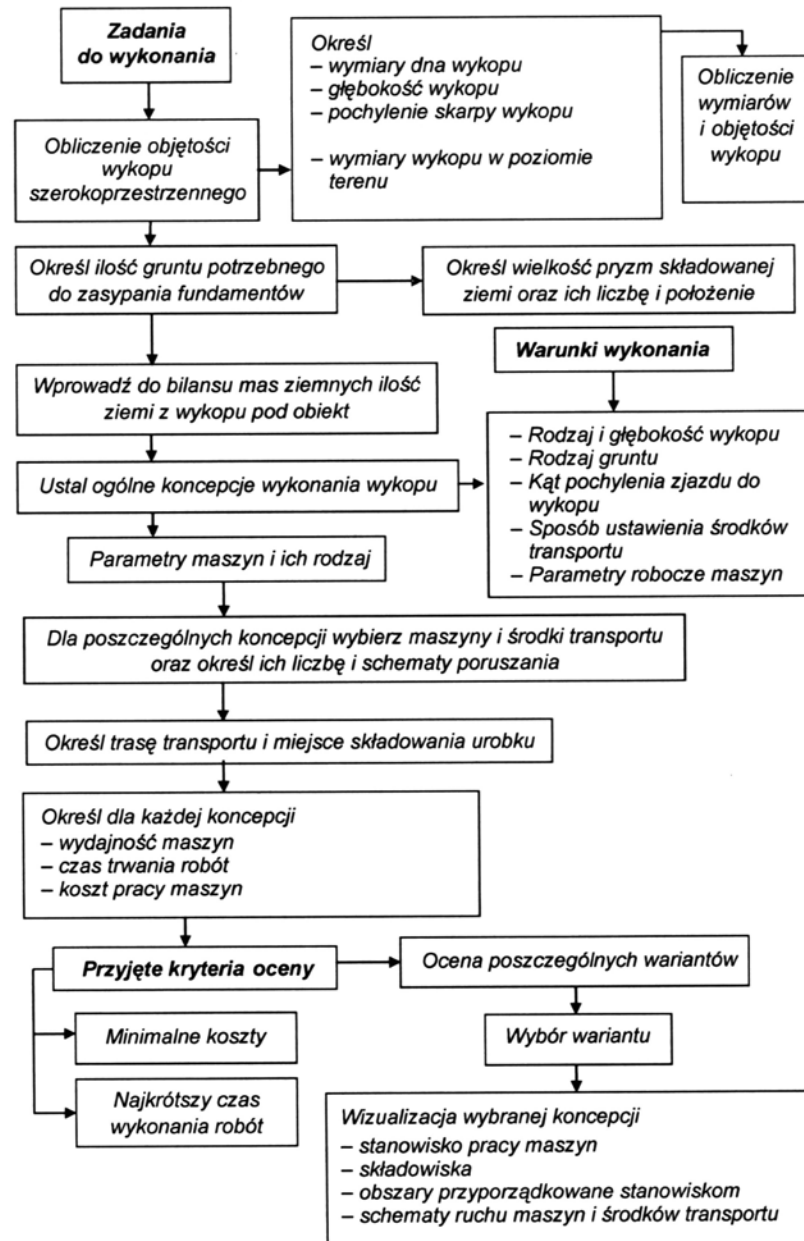 Zadania
do wykonania
Określ
– wymiary dna wykopu
– głębokość wykopu
– pochylenie skarpy wykopu
– wymiary wykopu w poziomie
terenu
Obliczenie
wymiarów
i objętości
wykopu
Obliczenie objętości
wykopu
szerokoprzestrzennego
Określ ilość gruntu potrzebnego
do zasypania fundamentów
Określ wielkość pryzm składowanej
ziemi oraz ich liczbę i położenie
Warunki wykonania
Wprowadź do bilansu mas ziemnych ilość
ziemi z wykopu pod obiekt
– Rodzaj i głębokość wykopu
– Rodzaj gruntu
– Kąt pochylenia zjazdu do
wykopu
– Sposób ustawienia środków
transportu
– Parametry robocze maszyn
Ustal ogólne koncepcje wykonania wykopu
Parametry maszyn i ich rodzaj
Dla poszczególnych koncepcji wybierz maszyny i środki transportu
oraz określ ich liczbę i schematy poruszania
Określ trasę transportu i miejsce składowania urobku
Określ dla każdej koncepcji
– wydajność maszyn
– czas trwania robót
– koszt pracy maszyn
Przyjęte kryteria oceny
Ocena poszczególnych wariantów
Minimalne koszty
Wybór wariantu
Najkrótszy czas
wykonania robót
Wizualizacja wybranej koncepcji
– stanowisko pracy maszyn
– składowiska
– obszary przyporządkowane stanowiskom
– schematy ruchu maszyn i środków transportu